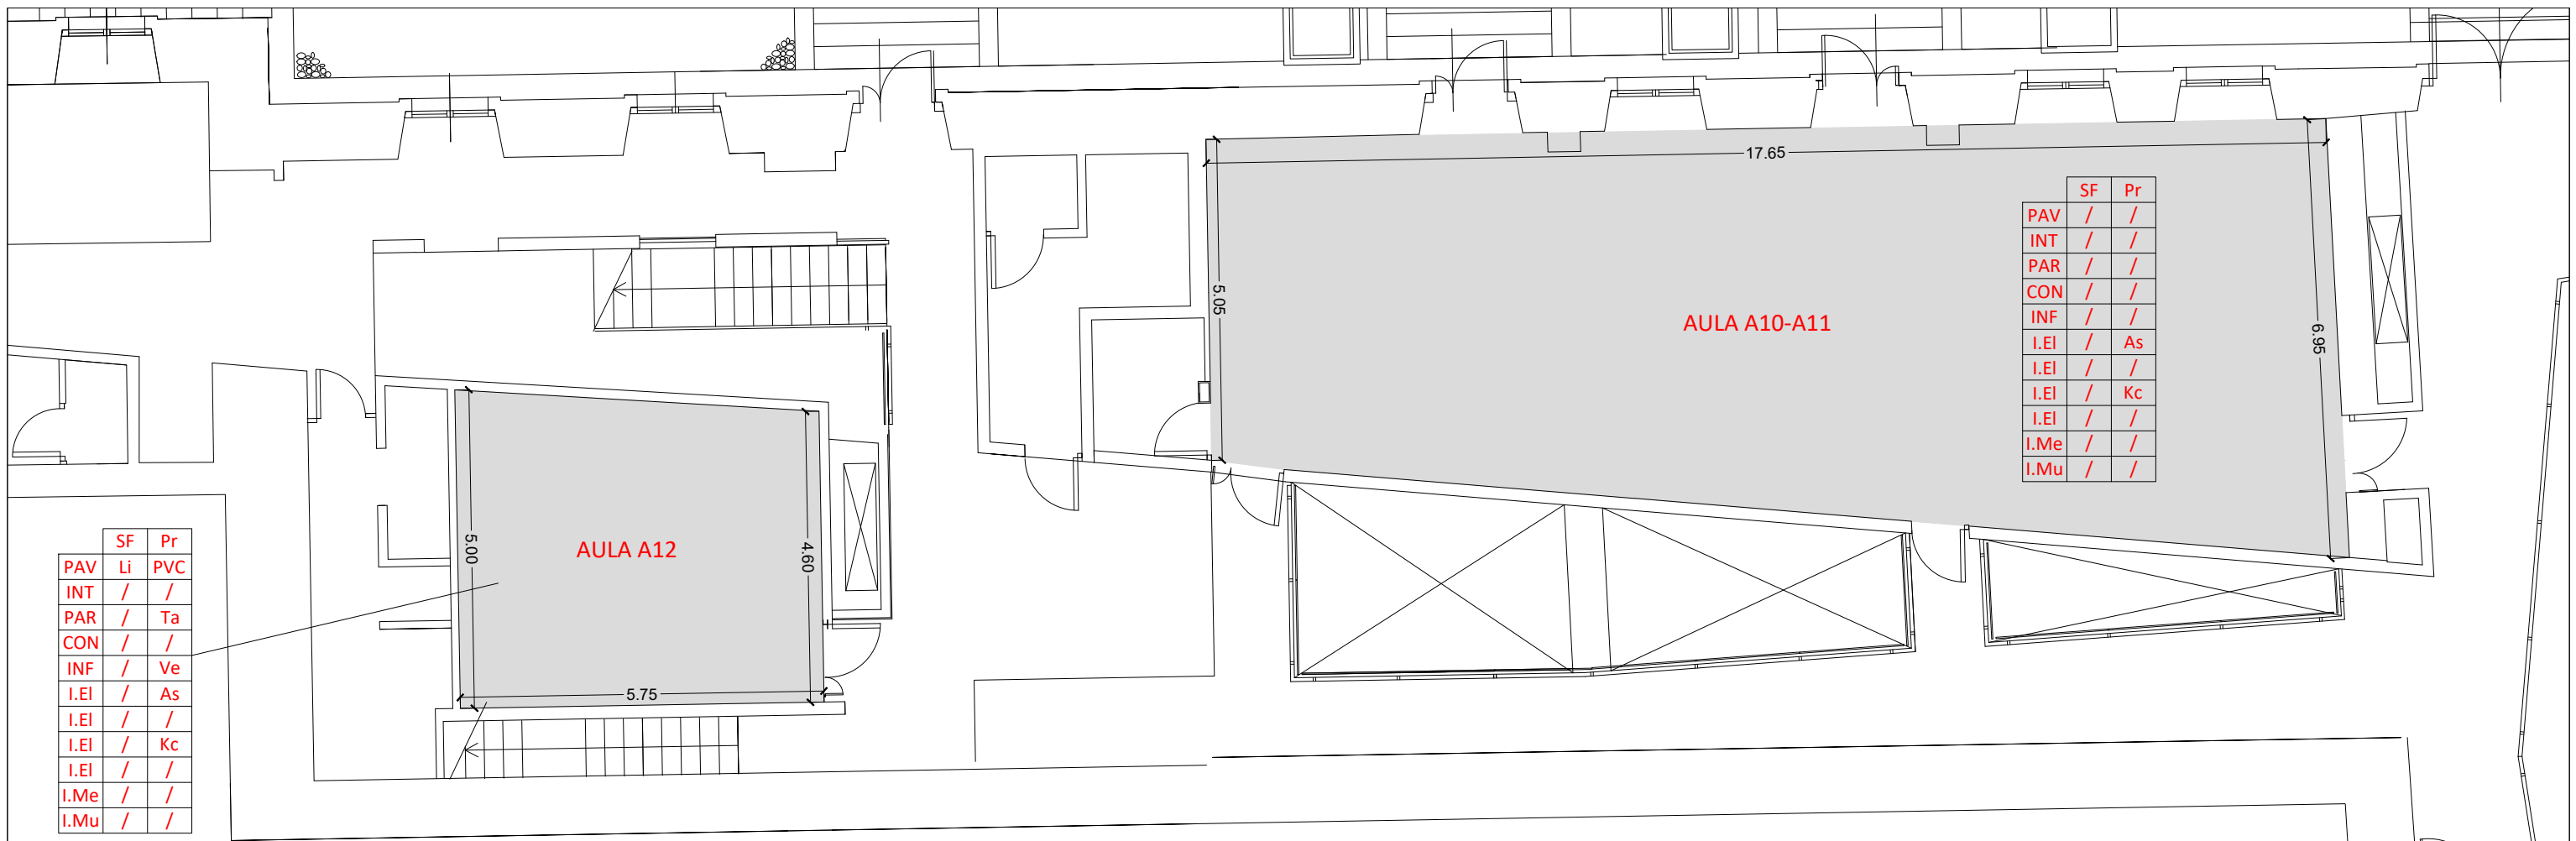 17.65
5.05
AULA A10-A11
6.95
SF Pr
PAV / /
INT / /
PAR / /
CON / /
INF / /
I.El / As
I.El / /
I.El / Kc
I.El / /
I.Me / /
I.Mu / /
5.00
AULA A12
4.60
5.75
SF Pr
PAV Li PVC
INT / /
PAR / Ta
CON / /
INF / Ve
I.El / As
I.El / /
I.El / Kc
I.El / /
I.Me / /
I.Mu / /